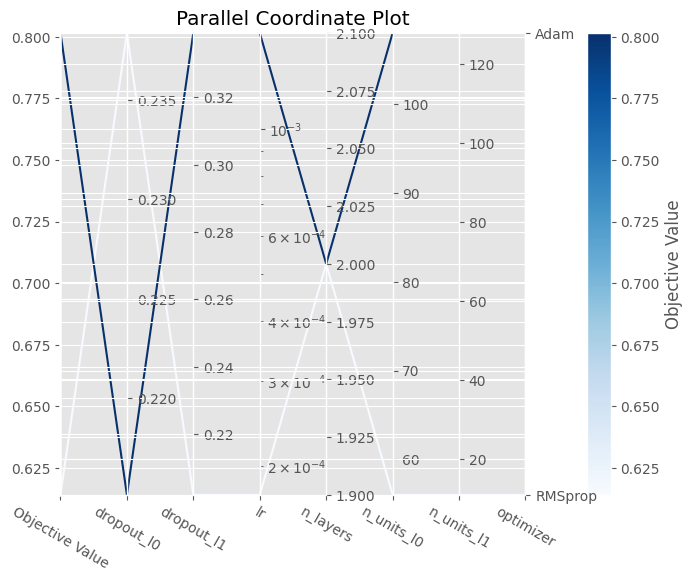 Parallel Coordinate Plot
0.800
0.775
0.750
0.725
0.700
0.675
0.650
0.625
0.235
0.230
0.225
0.220
0.32
0.30
0.28
0.26
0.24
0.22
10⁻³
6 × 10⁻⁴
4 × 10⁻⁴
3 × 10⁻⁴
2 × 10⁻⁴
2.100
2.075
2.050
2.025
2.000
1.975
1.950
1.925
1.900
100
90
80
70
60
120
100
80
60
40
20
Adam
RMSprop
Objective Value
dropout_l0
dropout_l1
lr
n_layers
n_units_l0
n_units_l1
optimizer
0.800
0.775
0.750
0.725
0.700
0.675
0.650
0.625
Objective Value